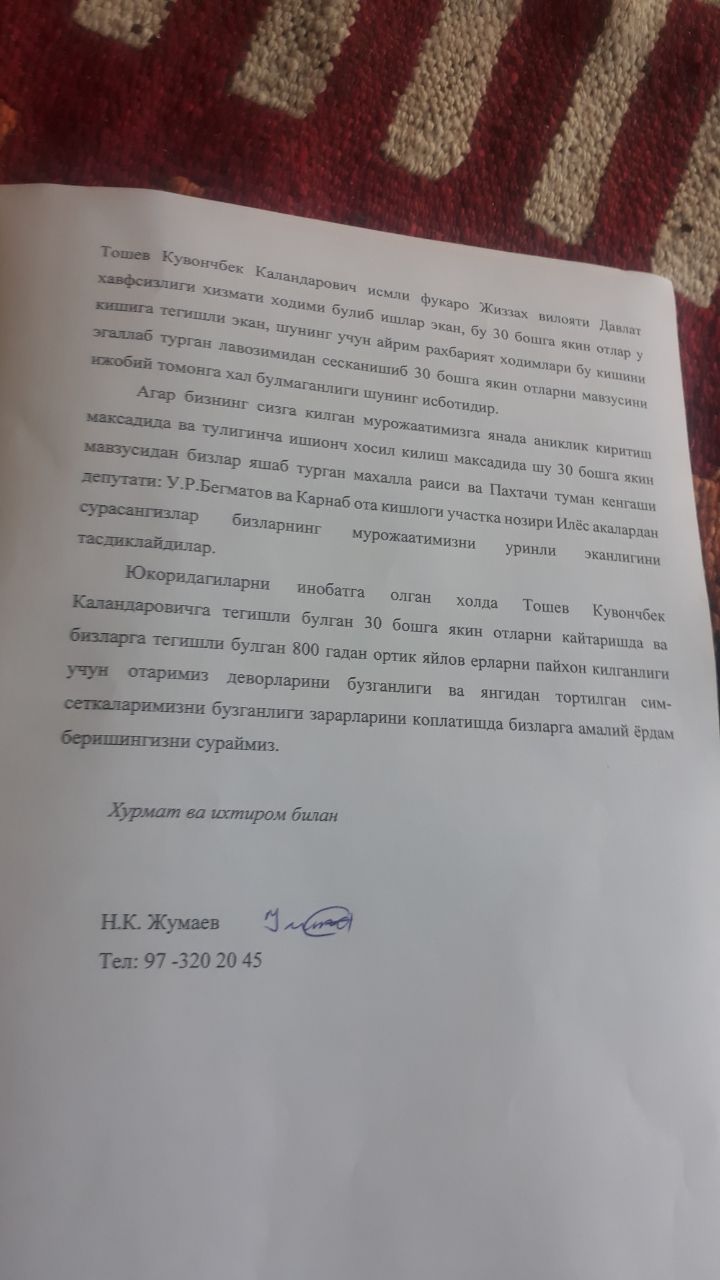 Тошев Кувончбек Каландарович исмли фукаро Жиззах вилояти Давлат
хавфсизлиги хизмати ходими булиб ишлар экан, бу 30 бошга якин отлар у
кишига тегишли экан, шунинг учун айрим рахбарият ходимлари бу кишини
эгаллаб турган лавозимидан сесканишиб 30 бошга якин отларни мавзусини
ижобий томонга хал булмаганлиги шунинг исботидир.
Агар бизнинг сизга килган мурожаатимизга янада аниклик киритиш
максадида ва тулигинча ишионч хосил килиш максадида шу 30 бошга якин
мавзусидан бизлар яшаб турган махалла раиси ва Пахтачи туман кенгаши
депутати: У.Р.Бегматов ва Карнаб ота кишлоги участка нозири Илёс акалардан
сурасангизлар бизларнинг мурожаатимизни уринли эканлигини
тасдиклайдилар.
Юкоридагиларни инобатга олган холда Тошев Кувончбек
Каландаровичга тегишли булган 30 бошга якин отларни кайтаришда ва
бизларга тегишли булган 800 гадан ортик яйлов ерларни пайхон килганлиги
учун отаримиз деворларини бузганлиги ва янгидан тортилган сим-
сеткаларимизни бузганлиги зарарларини коплатишда бизларга амалий ёрдам
беришингизни сураймиз.
Хурмат ва ихтиром билан
Н.К. Жумаев
Тел: 97 -320 20 45